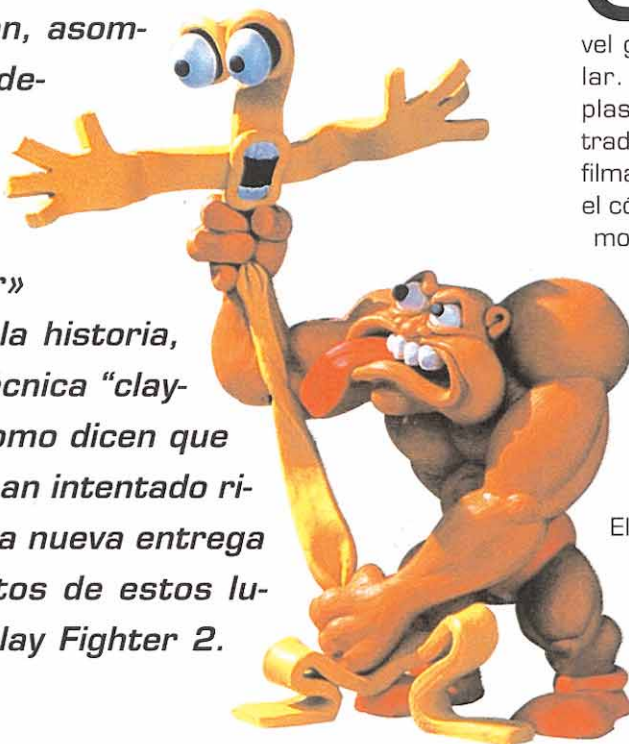 an, asom-
de-
r»
la historia,
écnica “clay-
omo dicen que
an intentado ri-
a nueva entrega
tos de estos lu-
lay Fighter 2.
vel g
lar.
plas
trad
filma
el có
mo
El